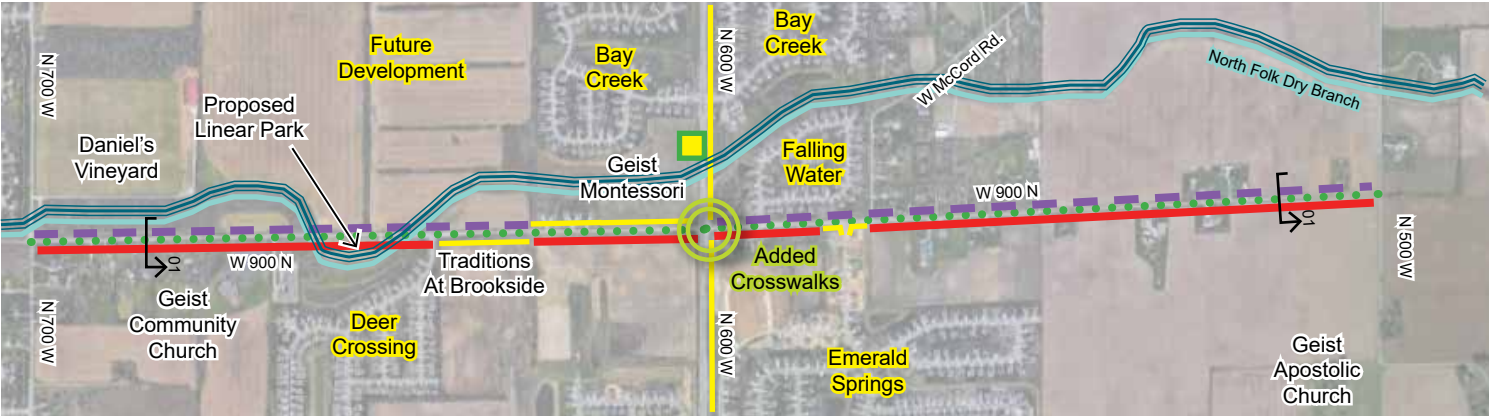 Bay
Creek
Future
Development
Bay
Creek
N 600 W
W McCord Rd.
North Folk Dry Branch
N 700 W
Proposed
Linear Park
Daniel's
Vineyard
Geist
Montessori
Falling
Water
W 900 N
01
01
W 900 N
Traditions
At Brookside
Added
Crosswalks
N 500 W
Geist
Community
Church
N 700 W
Deer
Crossing
N 600 W
Emerald
Springs
Geist
Apostolic
Church